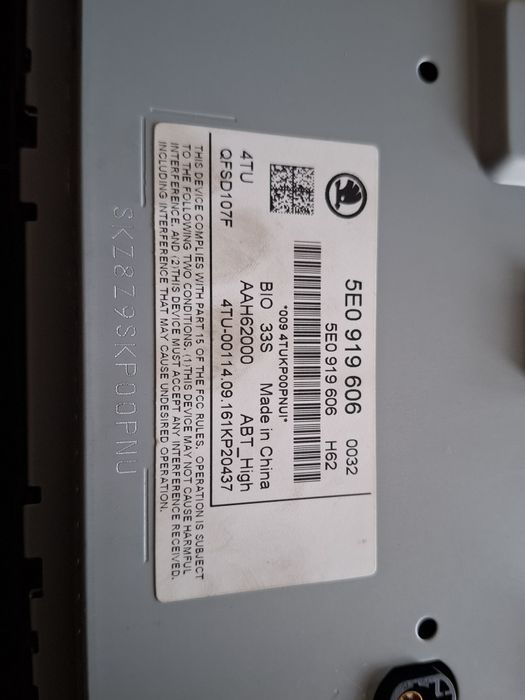 5E0 919 606 0032
5E0 919 606 H62
*009 4TUKP00PNUI*
BIO 33S Made in China
AAH62000 ABT_High
4TU-00114.09.161KP20437
4TU
QFSD107F
THIS DEVICE COMPLIES WITH PART 15 OF THE FCC RULES, OPERATION IS SUBJECT
TO THE FOLLOWING TWO CONDITIONS, (1)THIS DEVICE MAY NOT CAUSE HARMFUL
INTERFERENCE, AND (2)THIS DEVICE MUST ACCEPT ANY INTERFERENCE RECEIVED,
INCLUDING INTERFERENCE THAT MAY CAUSE UNDESIRED OPERATION.
SKZ8Z9SKP00PNU